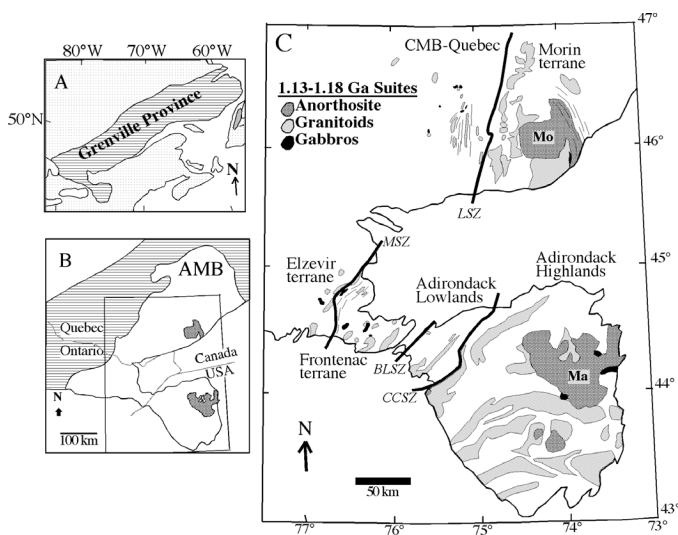 80°W 70°W 60°W
A
50°N
Grenville Province
N
B
AMB
Quebec
Ontario
Canada
USA
N
100 km
C
47°
CMB-Quebec
Morin
terrane
1.13-1.18 Ga Suites
Anorthosite
Granitoids
Gabbros
Mo
46°
LSZ
MSZ
45°
Elzevir
terrane
Adirondack
Lowlands
Adirondack
Highlands
Frontenac
terrane
BLSZ
CCSZ
Ma
44°
N
50 km
43°
77° 76° 75° 74° 73°